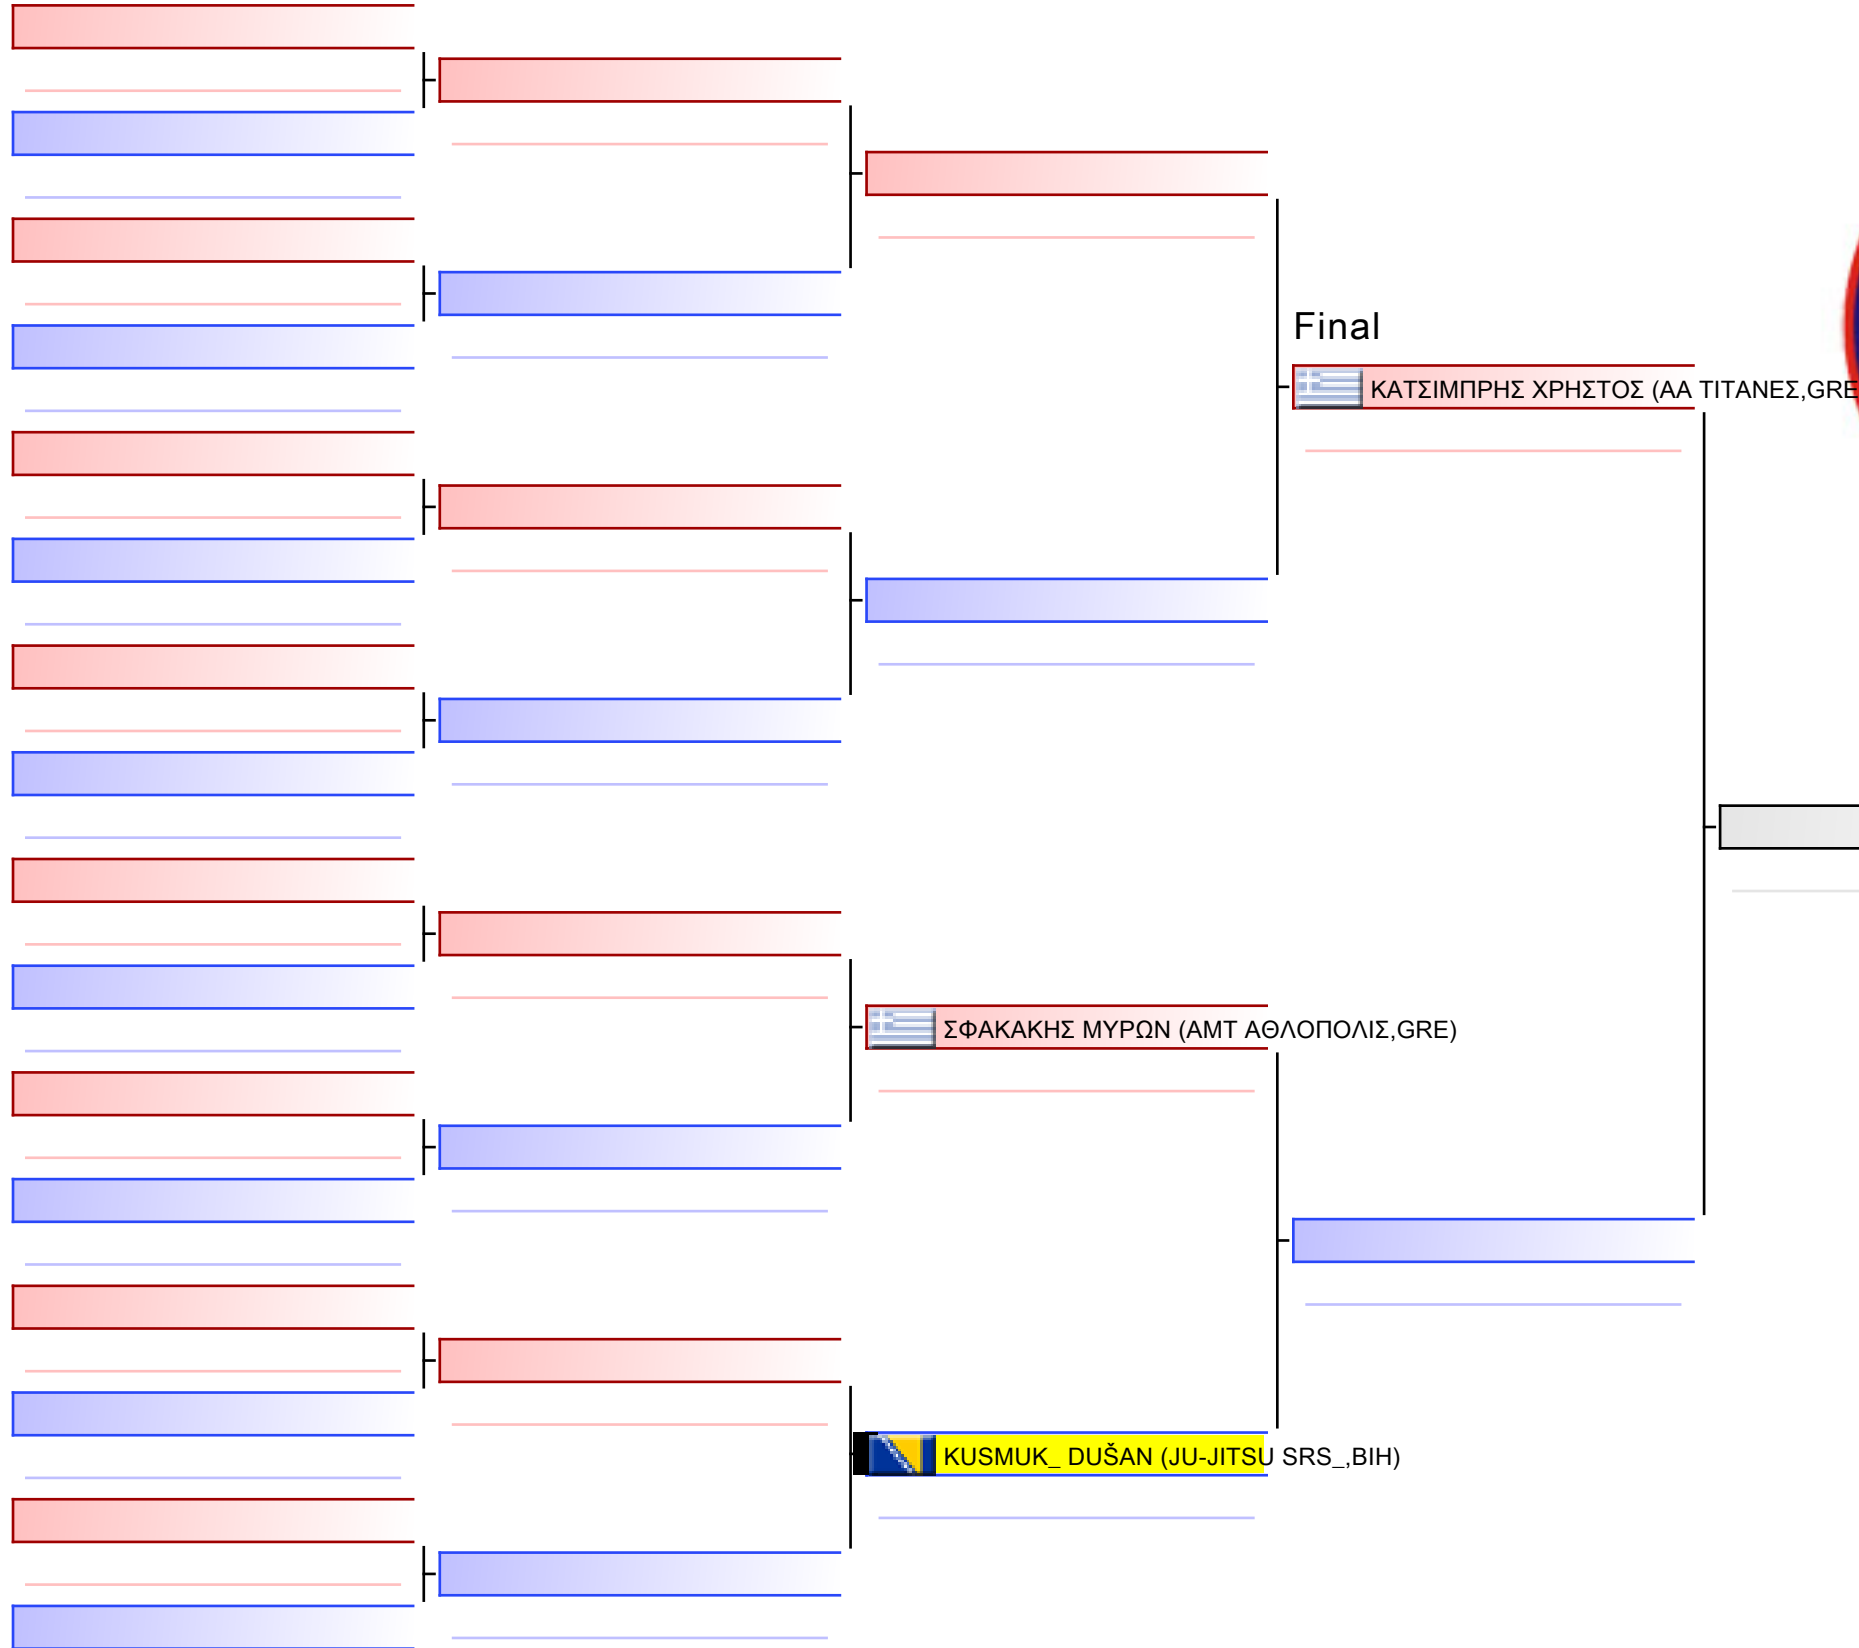 Final
ΚΑΤΣΙΜΠΡΗΣ ΧΡΗΣΤΟΣ (ΑΑ ΤΙΤΑΝΕΣ,GRE
ΣΦΑΚΑΚΗΣ ΜΥΡΩΝ (ΑΜΤ ΑΘΛΟΠΟΛΙΣ,GRE)
KUSMUK_ DUŠAN (JU-JITSU SRS_,BIH)